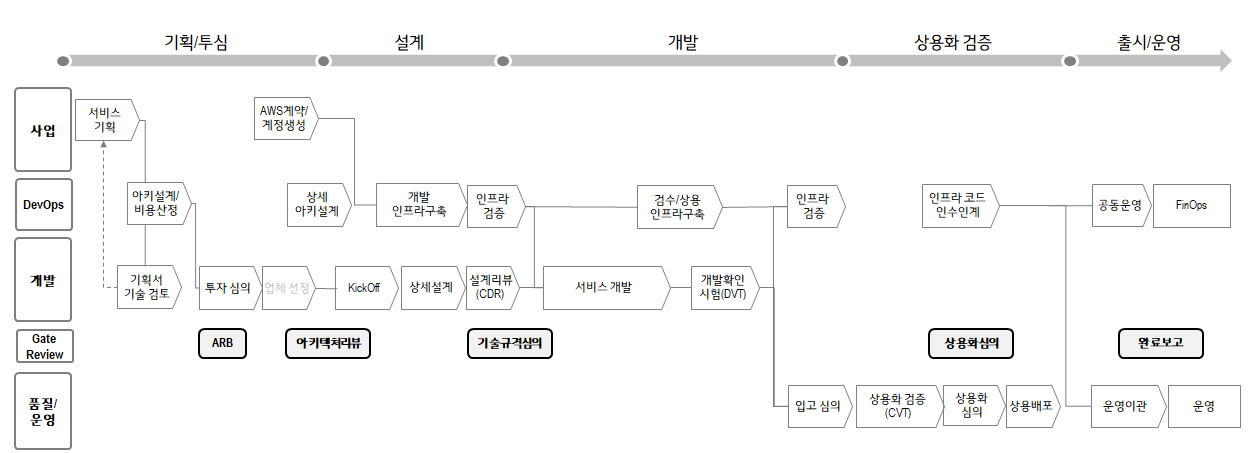 기획/투심
설계
개발
상용화 검증
출시/운영
사업
서비스
기획
AWS계약/
계정생성
DevOps
아키설계/
비용산정
상세
아키설계
개발
인프라구축
인프라
검증
검수/상용
인프라구축
인프라
검증
인프라 코드
인수인계
공동운영
FinOps
개발
기획서
기술 검토
투자 심의
업체 선정
KickOff
상세설계
설계리뷰
(CDR)
서비스 개발
개발확인
시험(DVT)
Gate
Review
ARB
아키텍처리뷰
기술규격심의
상용화심의
완료보고
품질/
운영
입고 심의
상용화 검증
(CVT)
상용화
심의
상용배포
운영이관
운영